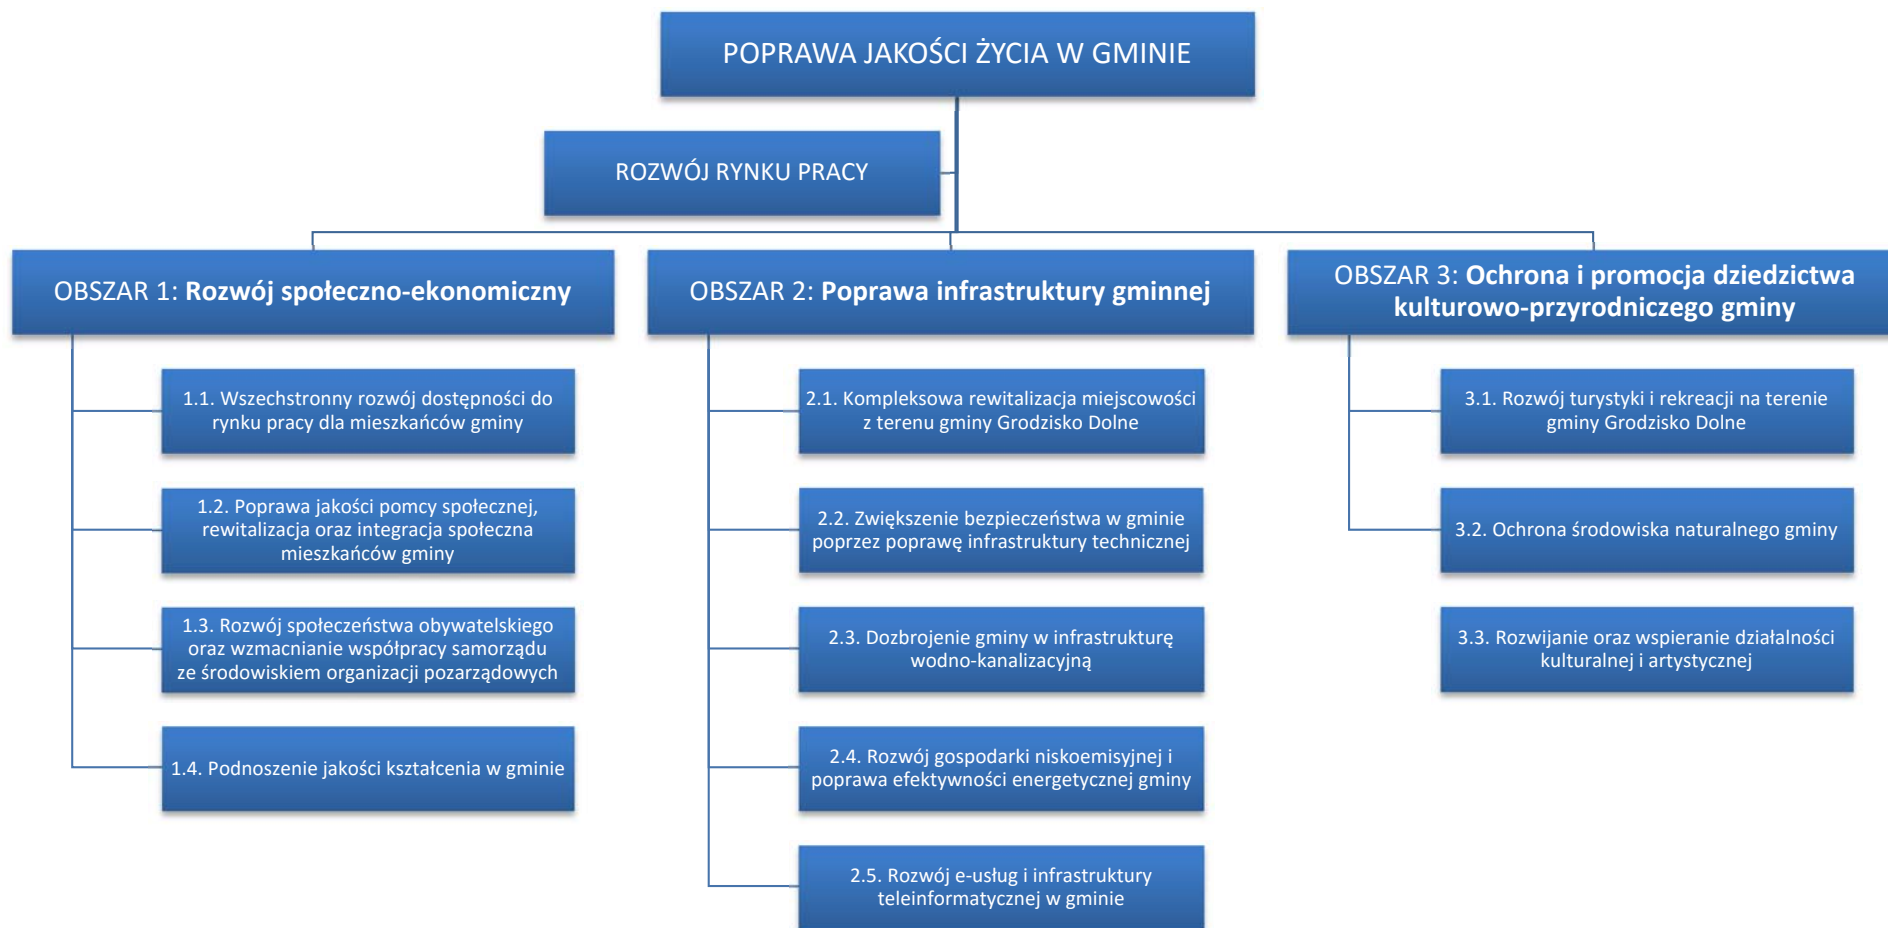 POPRAWA JAKOŚCI ŻYCIA W GMINIE
ROZWÓJ RYNKU PRACY
OBSZAR 1: Rozwój społeczno-ekonomiczny
1.1. Wszechstronny rozwój dostępności do
rynku pracy dla mieszkańców gminy
1.2. Poprawa jakości pomcy społecznej,
rewitalizacja oraz integracja społeczna
mieszkańców gminy
1.3. Rozwój społeczeństwa obywatelskiego
oraz wzmacnianie współpracy samorządu
ze środowiskiem organizacji pozarządowych
1.4. Podnoszenie jakości kształcenia w gminie
OBSZAR 2: Poprawa infrastruktury gminnej
2.1. Kompleksowa rewitalizacja miejscowości
z terenu gminy Grodzisko Dolne
2.2. Zwiększenie bezpieczeństwa w gminie
poprzez poprawę infrastruktury technicznej
2.3. Dozbrojenie gminy w infrastrukturę
wodno-kanalizacyjną
2.4. Rozwój gospodarki niskoemisyjnej i
poprawa efektywności energetycznej gminy
2.5. Rozwój e-usług i infrastruktury
teleinformatycznej w gminie
OBSZAR 3: Ochrona i promocja dziedzictwa
kulturowo-przyrodniczego gminy
3.1. Rozwój turystyki i rekreacji na terenie
gminy Grodzisko Dolne
3.2. Ochrona środowiska naturalnego gminy
3.3. Rozwijanie oraz wspieranie działalności
kulturalnej i artystycznej